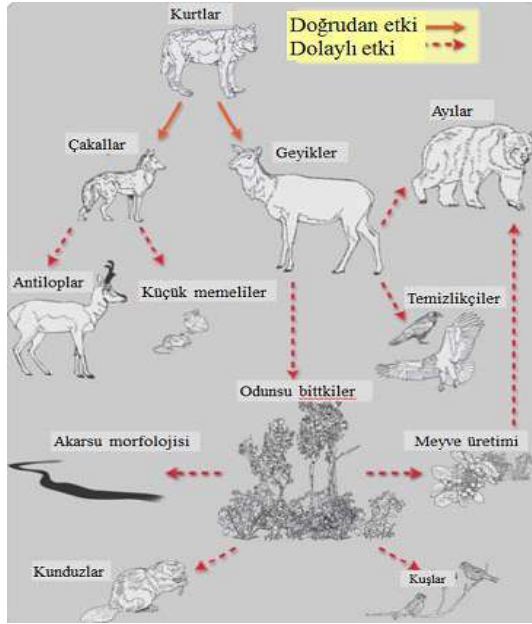 Kurtlar
Doğrudan etki
Dolaylı etki
Çakallar
Geyikler
Ayılar
Antiloplar
Küçük memeliler
Temizlikçiler
Odunsu bittkiler
Akarsu morfolojisi
Meyve üretimi
Kunduzlar
Kuşlar